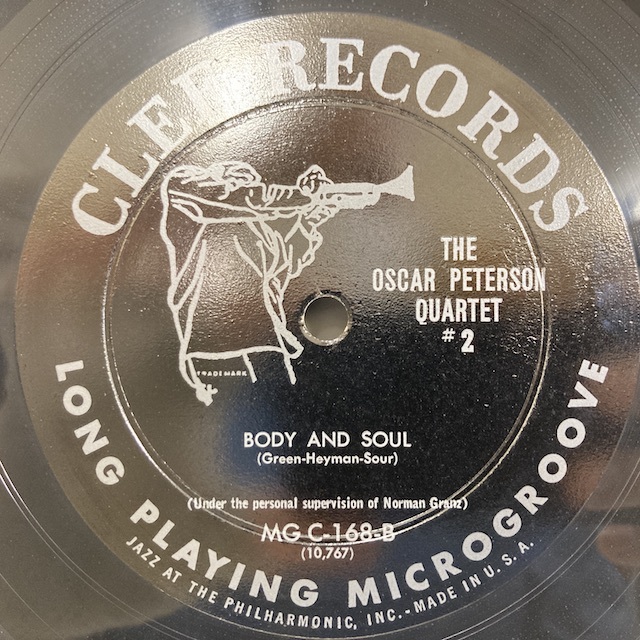 CLEF RECORDS
THE
OSCAR PETERSON
QUARTET
# 2
TRADEMARK
BODY AND SOUL
(Green-Heyman-Sour)
(Under the personal supervision of Norman Granz)
MG C-168-B
(10,767)
LONG PLAYING MICROGROOVE
JAZZ AT THE PHILHARMONIC, INC.-MADE IN U.S.A.